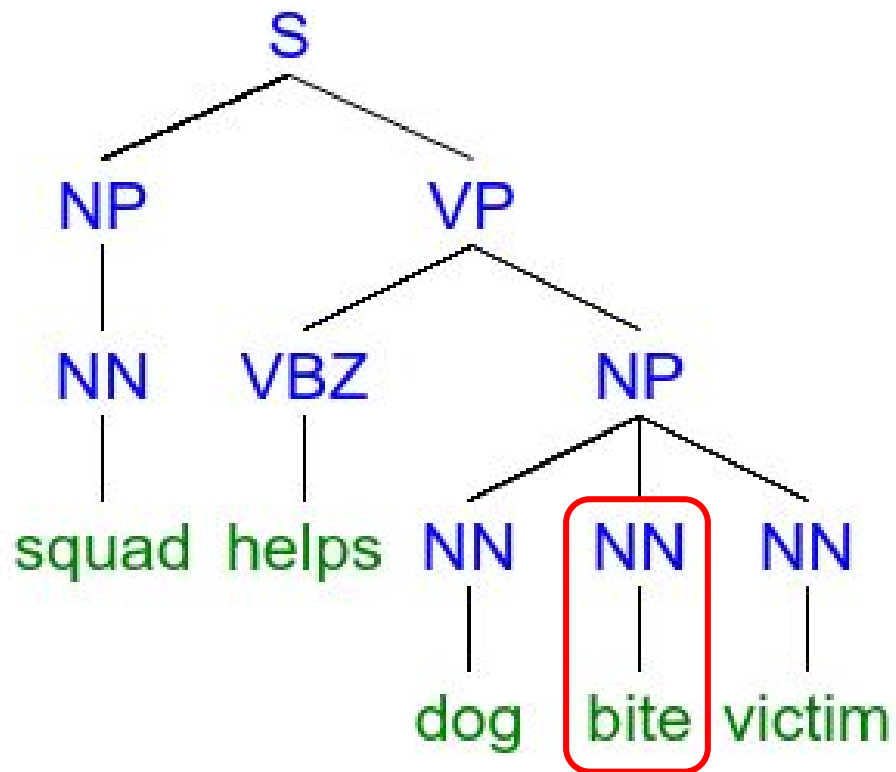 S
NP VP
NN VBZ NP
squad helps NN NN NN
dog bite victim